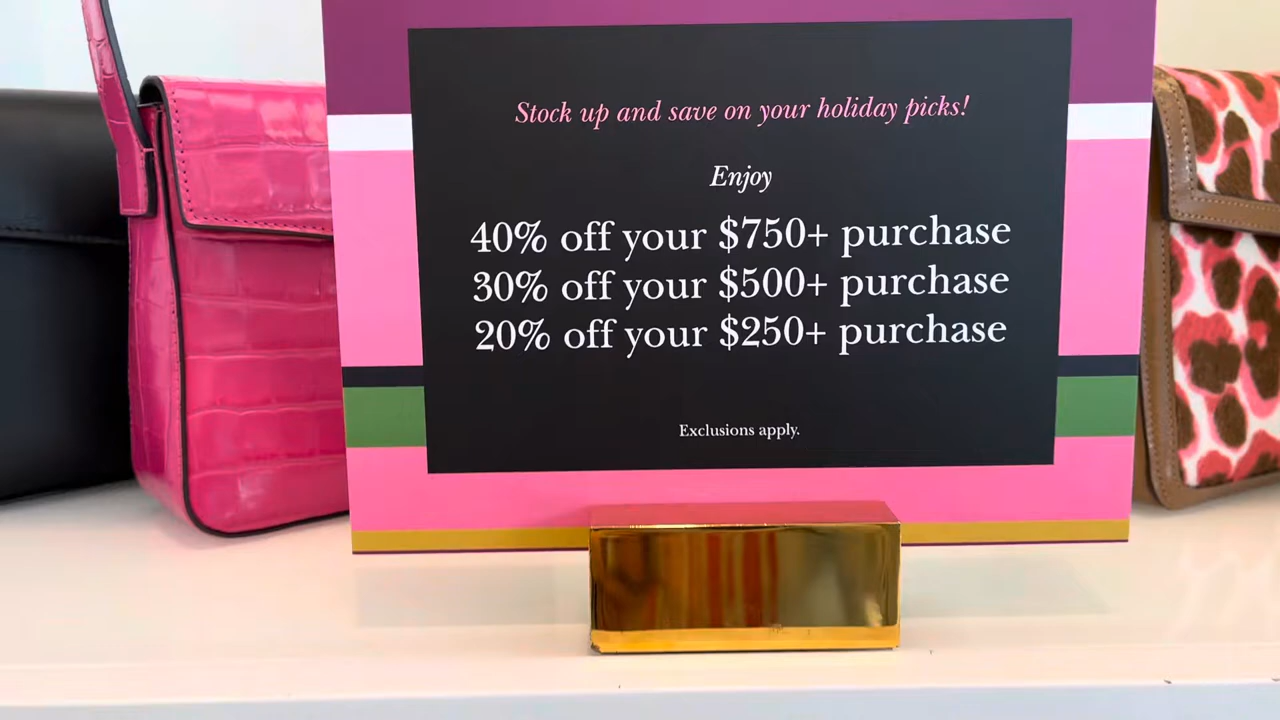 Stock up and save on your holiday picks!
Enjoy
40% off your $750+ purchase
30% off your $500+ purchase
20% off your $250+ purchase
Exclusions apply.